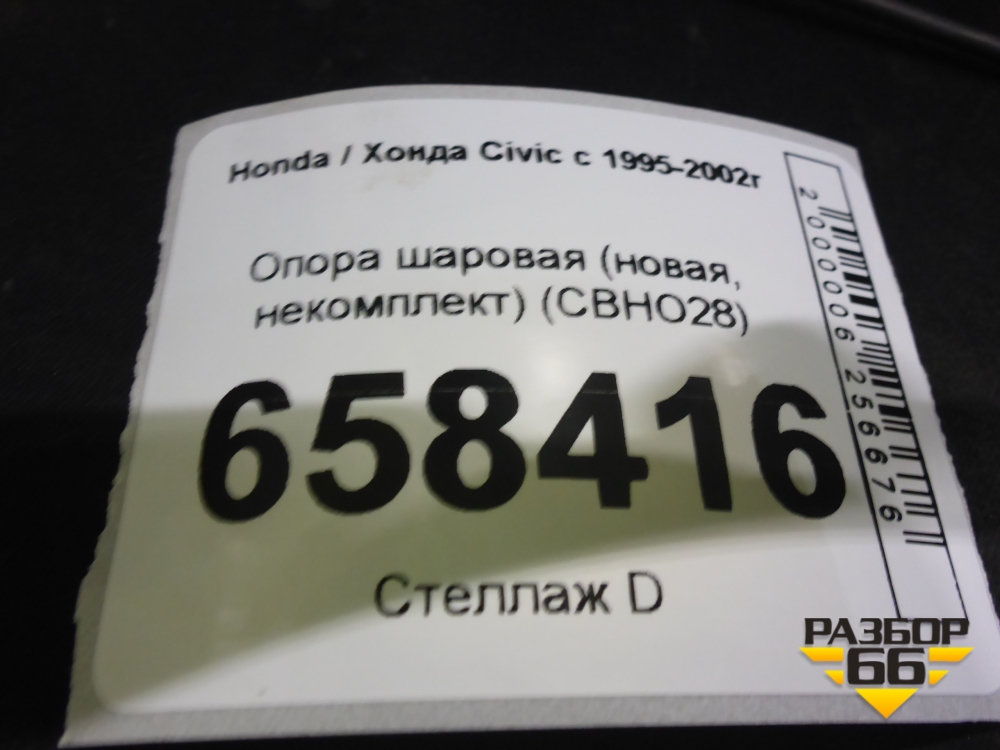 Honda / Хонда Civic с 1995-2002г
Опора шаровая (новая,
некомплект) (CBHO28)
658416
Стеллаж D
2000006256676
РАЗБОР
66